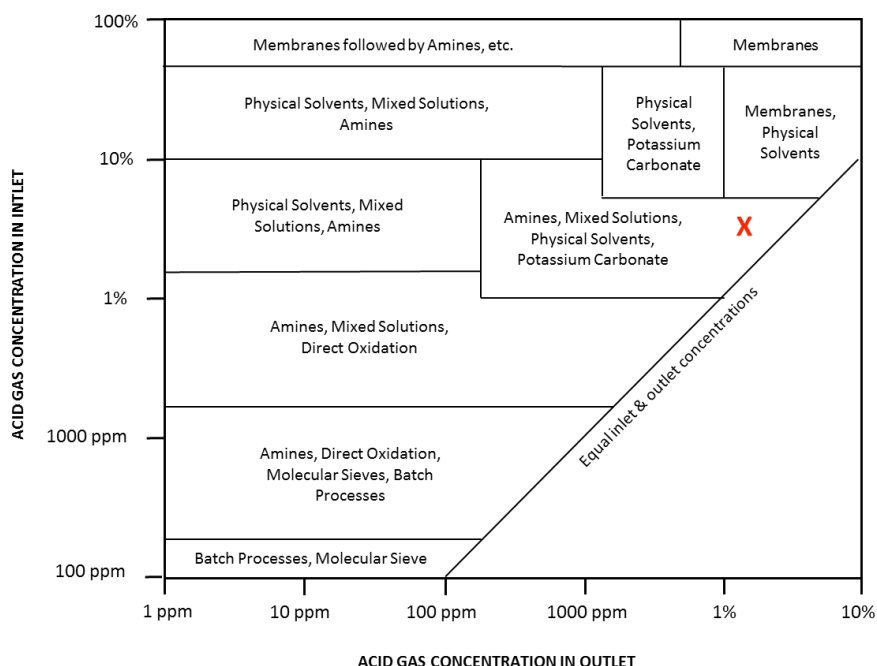 100%
Membranes followed by Amines, etc.
Membranes
Physical Solvents, Mixed Solutions,
Amines
Physical
Solvents,
Potassium
Carbonate
Membranes,
Physical
Solvents
10%
Physical Solvents, Mixed
Solutions, Amines
Amines, Mixed Solutions,
Physical Solvents,
Potassium Carbonate
X
ACID GAS CONCENTRATION IN INTLET
1%
Amines, Mixed Solutions,
Direct Oxidation
Equal inlet & outlet concentrations
1000 ppm
Amines, Direct Oxidation,
Molecular Sieves, Batch
Processes
Batch Processes, Molecular Sieve
100 ppm
1 ppm
10 ppm
100 ppm
1000 ppm
1%
10%
ACID GAS CONCENTRATION IN OUTLET